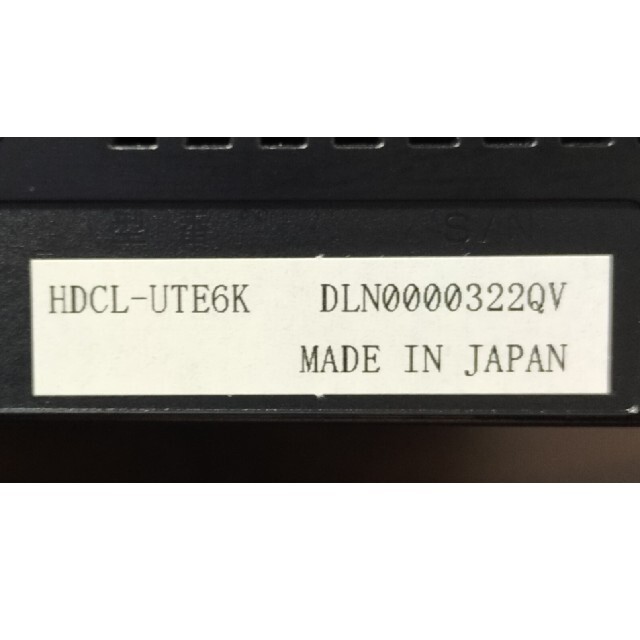 HDCL-UTE6K DLN0000322QV
MADE IN JAPAN